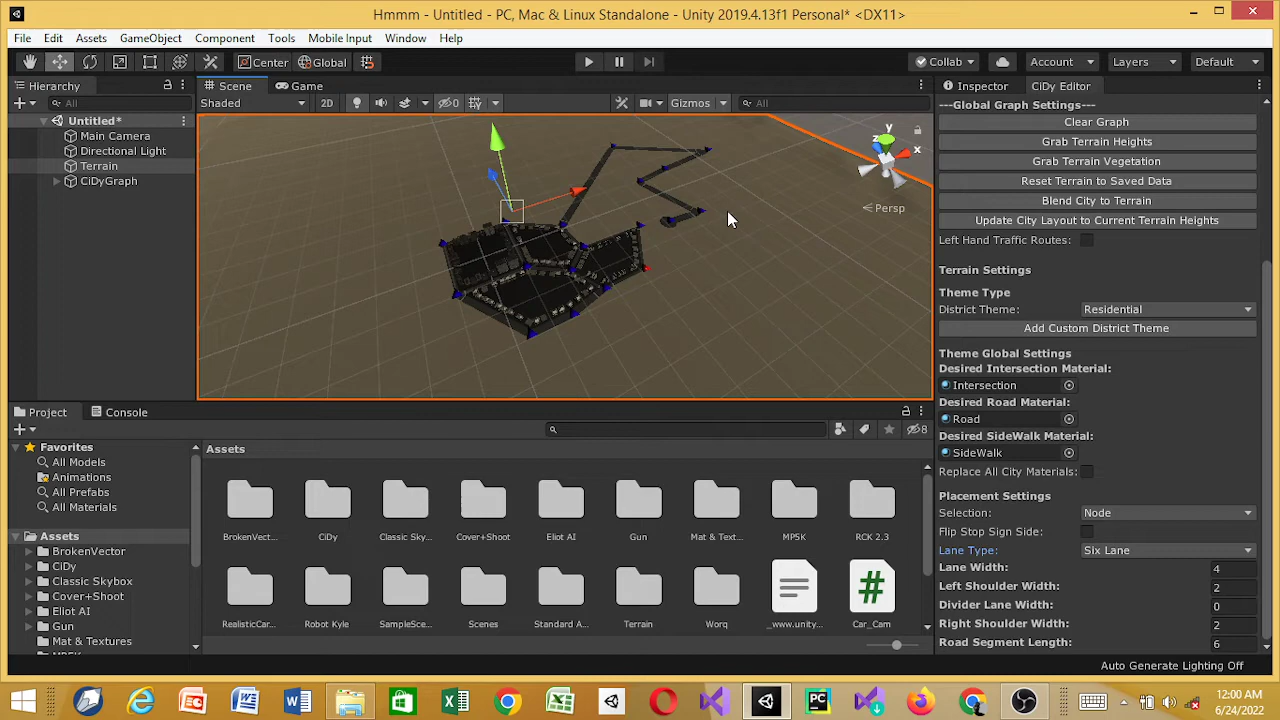 Hmmm - Untitled - PC, Mac & Linux Standalone - Unity 2019.4.13f1 Personal* <DX11>
File Edit Assets GameObject Component Tools Mobile Input Window Help
Center Global Collab Account Layers Default
Hierarchy Scene Game Inspector CiDy Editor
All Shaded 2D 0 Gizmos All
Untitled*
Main Camera
Directional Light
Terrain
CiDyGraph
y
z
x
Persp
---Global Graph Settings---
Clear Graph
Grab Terrain Heights
Grab Terrain Vegetation
Reset Terrain to Saved Data
Blend City to Terrain
Update City Layout to Current Terrain Heights
Left Hand Traffic Routes:
Terrain Settings
Theme Type
District Theme: Residential
Add Custom District Theme
Theme Global Settings
Desired Intersection Material:
Intersection
Desired Road Material:
Road
Desired SideWalk Material:
SideWalk
Replace All City Materials:
Placement Settings
Selection: Node
Flip Stop Sign Side:
Lane Type: Six Lane
Lane Width: 4
Left Shoulder Width: 2
Divider Lane Width: 0
Right Shoulder Width: 2
Road Segment Length: 6
Project Console
8
Favorites
All Models
Animations
All Prefabs
All Materials
Assets
BrokenVector
CiDy
Classic Skybox
Cover+Shoot
Eliot AI
Gun
Mat & Textures
MPSK
Assets
BrokenVect... CiDy Classic Sky... Cover+Shoot Eliot AI Gun Mat & Text... MPSK RCK 2.3
RealisticCar... Robot Kyle SampleSce... Scenes Standard A... Terrain Worq _www.unity... Car_Cam
Auto Generate Lighting Off
12:00 AM
6/24/2022